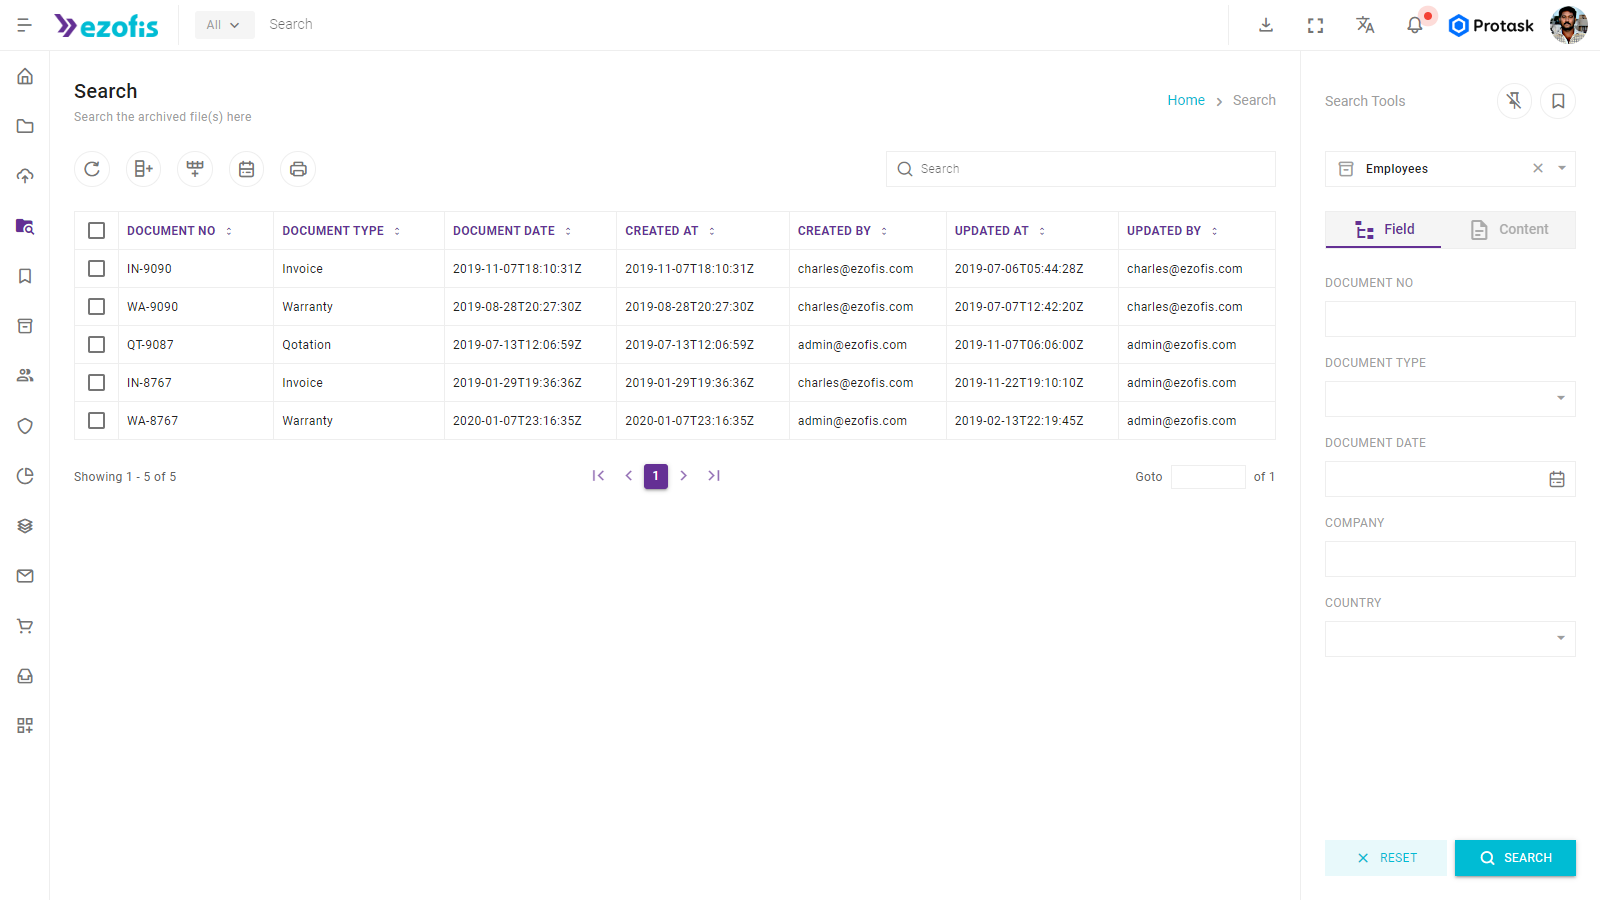 ezofis
All
Search
Protask
Search
Search the archived file(s) here
Home
Search
Search
DOCUMENT NO
DOCUMENT TYPE
DOCUMENT DATE
CREATED AT
CREATED BY
UPDATED AT
UPDATED BY
IN-9090
Invoice
2019-11-07T18:10:31Z
2019-11-07T18:10:31Z
charles@ezofis.com
2019-07-06T05:44:28Z
charles@ezofis.com
WA-9090
Warranty
2019-08-28T20:27:30Z
2019-08-28T20:27:30Z
charles@ezofis.com
2019-07-07T12:42:20Z
charles@ezofis.com
QT-9087
Qotation
2019-07-13T12:06:59Z
2019-07-13T12:06:59Z
admin@ezofis.com
2019-11-07T06:06:00Z
admin@ezofis.com
IN-8767
Invoice
2019-01-29T19:36:36Z
2019-01-29T19:36:36Z
charles@ezofis.com
2019-11-22T19:10:10Z
admin@ezofis.com
WA-8767
Warranty
2020-01-07T23:16:35Z
2020-01-07T23:16:35Z
admin@ezofis.com
2019-02-13T22:19:45Z
admin@ezofis.com
Showing 1 - 5 of 5
1
Goto
of 1
Search Tools
Employees
Field
Content
DOCUMENT NO
DOCUMENT TYPE
DOCUMENT DATE
COMPANY
COUNTRY
RESET
SEARCH